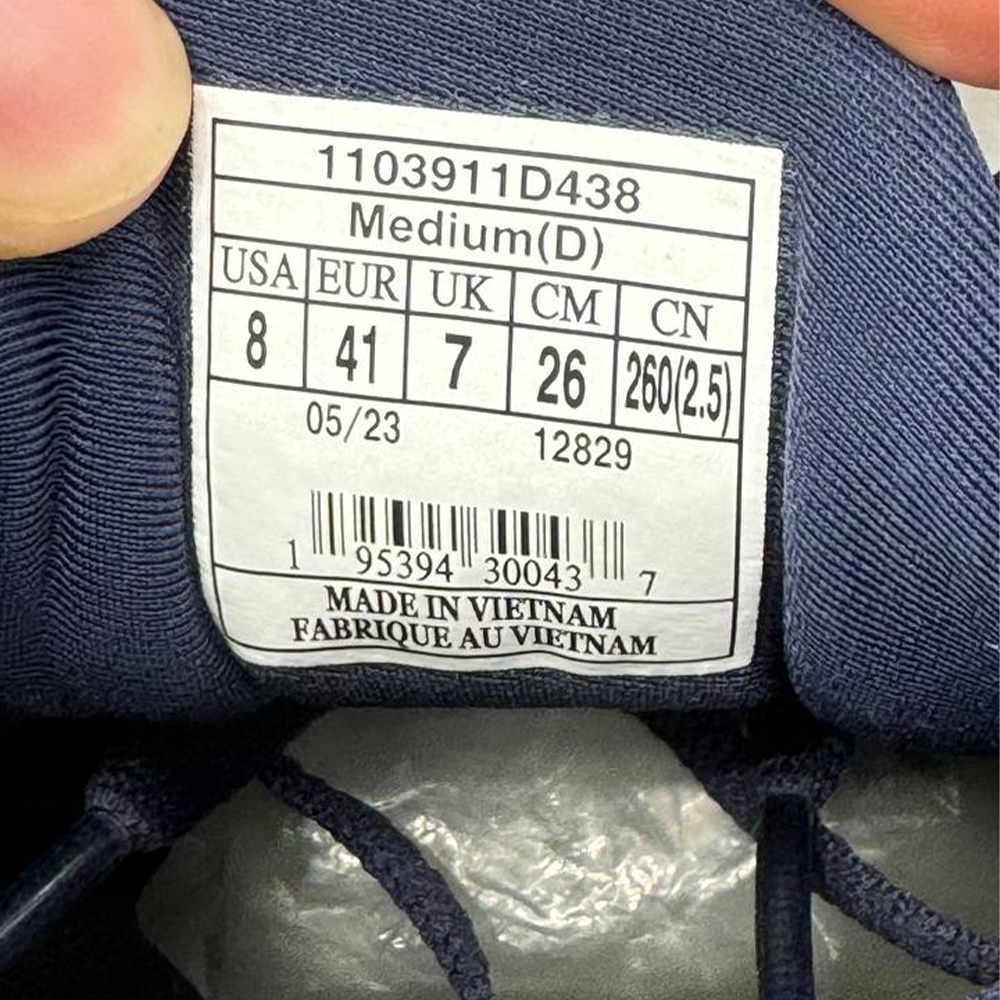 1103911D438
Medium(D)
USA EUR UK CM CN
8 41 7 26 260(2.5)
05/23 12829
1 95394 30043 7
MADE IN VIETNAM
FABRIQUE AU VIETNAM